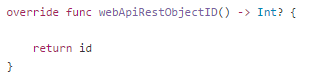 override func webApiRestObjectID() -> Int? {
return id
}